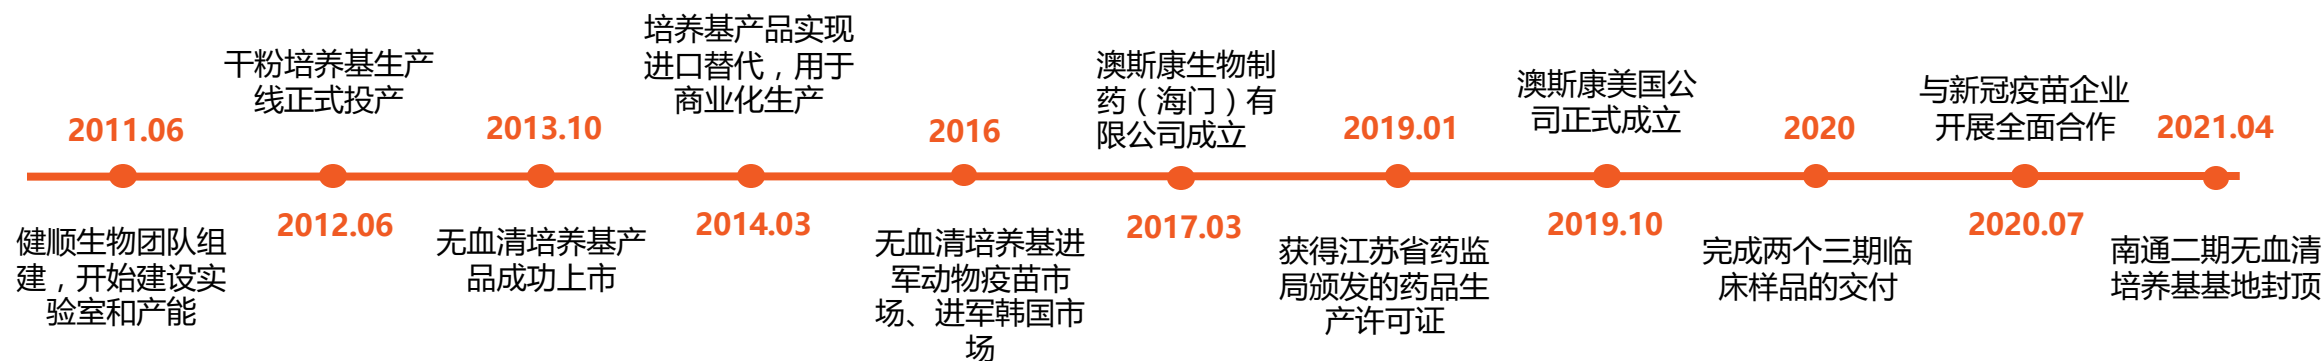 2011.06
健顺生物团队组
建，开始建设实
验室和产能
干粉培养基生产
线正式投产
2012.06
2013.10
无血清培养基产
品成功上市
培养基产品实现
进口替代，用于
商业化生产
2014.03
2016
无血清培养基进
军动物疫苗市
场、进军韩国市
场
澳斯康生物制
药（海门）有
限公司成立
2017.03
2019.01
获得江苏省药监
局颁发的药品生
产许可证
澳斯康美国公
司正式成立
2019.10
2020
完成两个三期临
床样品的交付
与新冠疫苗企业
开展全面合作
2020.07
2021.04
南通二期无血清
培养基基地封顶